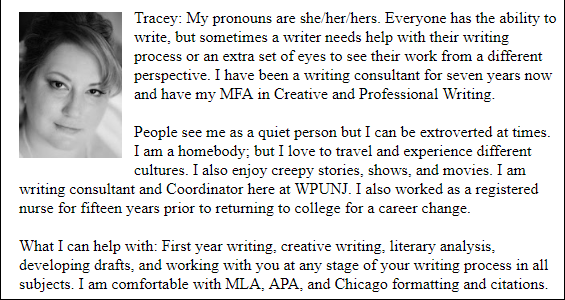 Tracey: My pronouns are she/her/hers. Everyone has the ability to
write, but sometimes a writer needs help with their writing
process or an extra set of eyes to see their work from a different
perspective. I have been a writing consultant for seven years now
and have my MFA in Creative and Professional Writing.
People see me as a quiet person but I can be extroverted at times.
I am a homebody; but I love to travel and experience different
cultures. I also enjoy creepy stories, shows, and movies. I am
writing consultant and Coordinator here at WPUNJ. I also worked as a registered
nurse for fifteen years prior to returning to college for a career change.
What I can help with: First year writing, creative writing, literary analysis,
developing drafts, and working with you at any stage of your writing process in all
subjects. I am comfortable with MLA, APA, and Chicago formatting and citations.